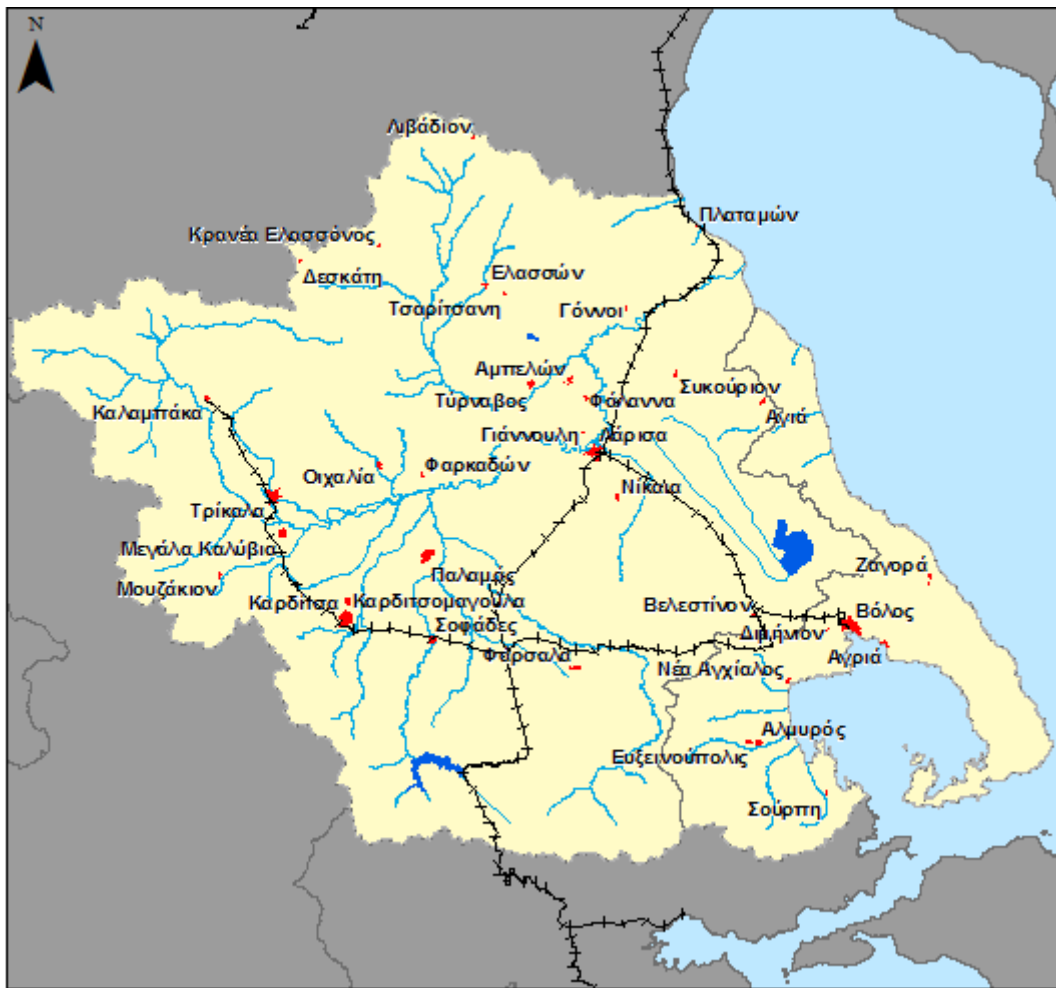 N
Λιβάδιον
Πλαταμών
Κρανέα Ελασσόνος
Δεσκάτη
Ελασσών
Τσαρίτσανη
Γόννοι
Αμπελών
Συκούριον
Τύρναβος
Φάλαννα
Αγιά
Καλαμπάκα
Γιάννουλη
Λάρισα
Οιχαλία
Φαρκαδών
Νίκαια
Τρίκαλα
Μεγάλα Καλύβια
Μουζάκιον
Παλαμάς
Ζαγορά
Καρδίτσα
Καρδιτσομαγούλα
Βελεστίνον
Βόλος
Σοφάδες
Διμήνιον
Φάρσαλα
Νέα Αγχίαλος
Αγριά
Αλμυρός
Ευξεινούπολις
Σούρπη